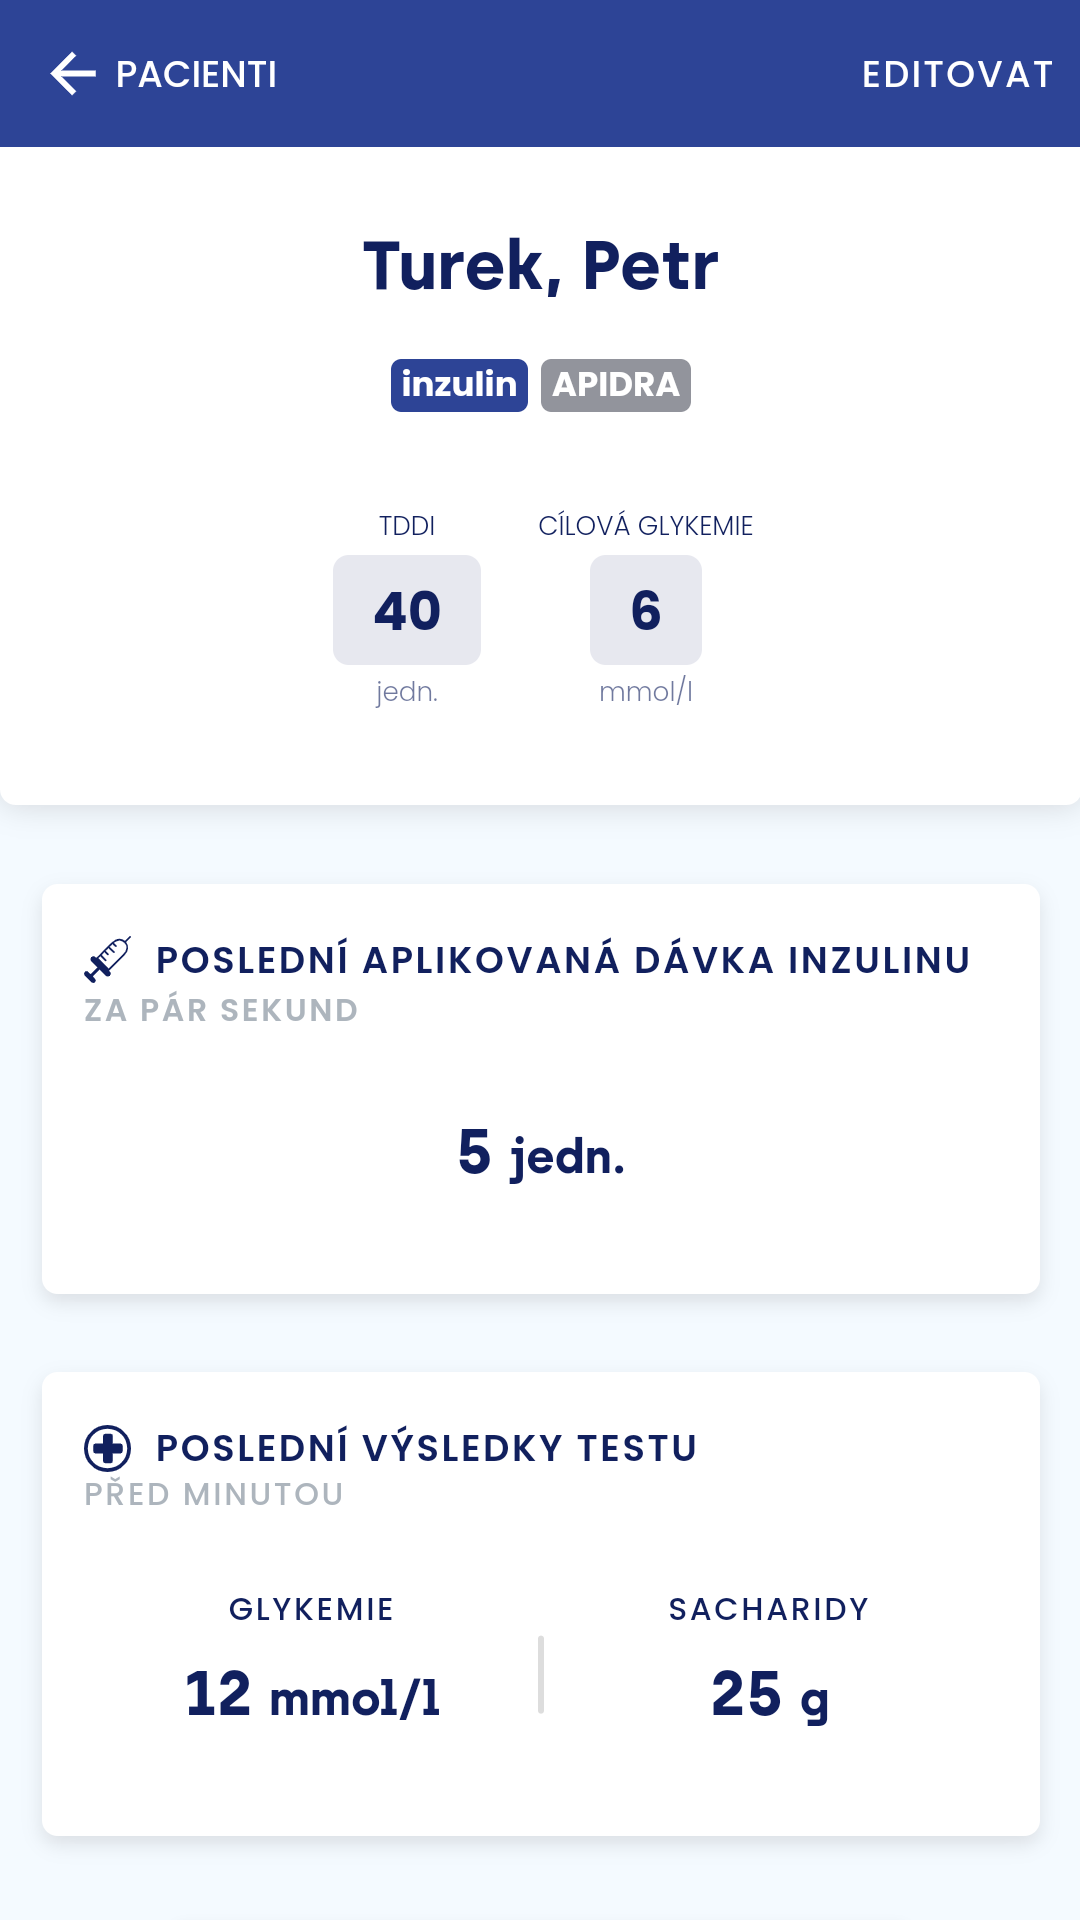 PACIENTI EDITOVAT
Turek, Petr
inzulin APIDRA
TDDI CÍLOVÁ GLYKEMIE
40 6
jedn. mmol/l
POSLEDNÍ APLIKOVANÁ DÁVKA INZULINU
ZA PÁR SEKUND
5 jedn.
POSLEDNÍ VÝSLEDKY TESTU
PŘED MINUTOU
GLYKEMIE SACHARIDY
12 mmol/l 25 g